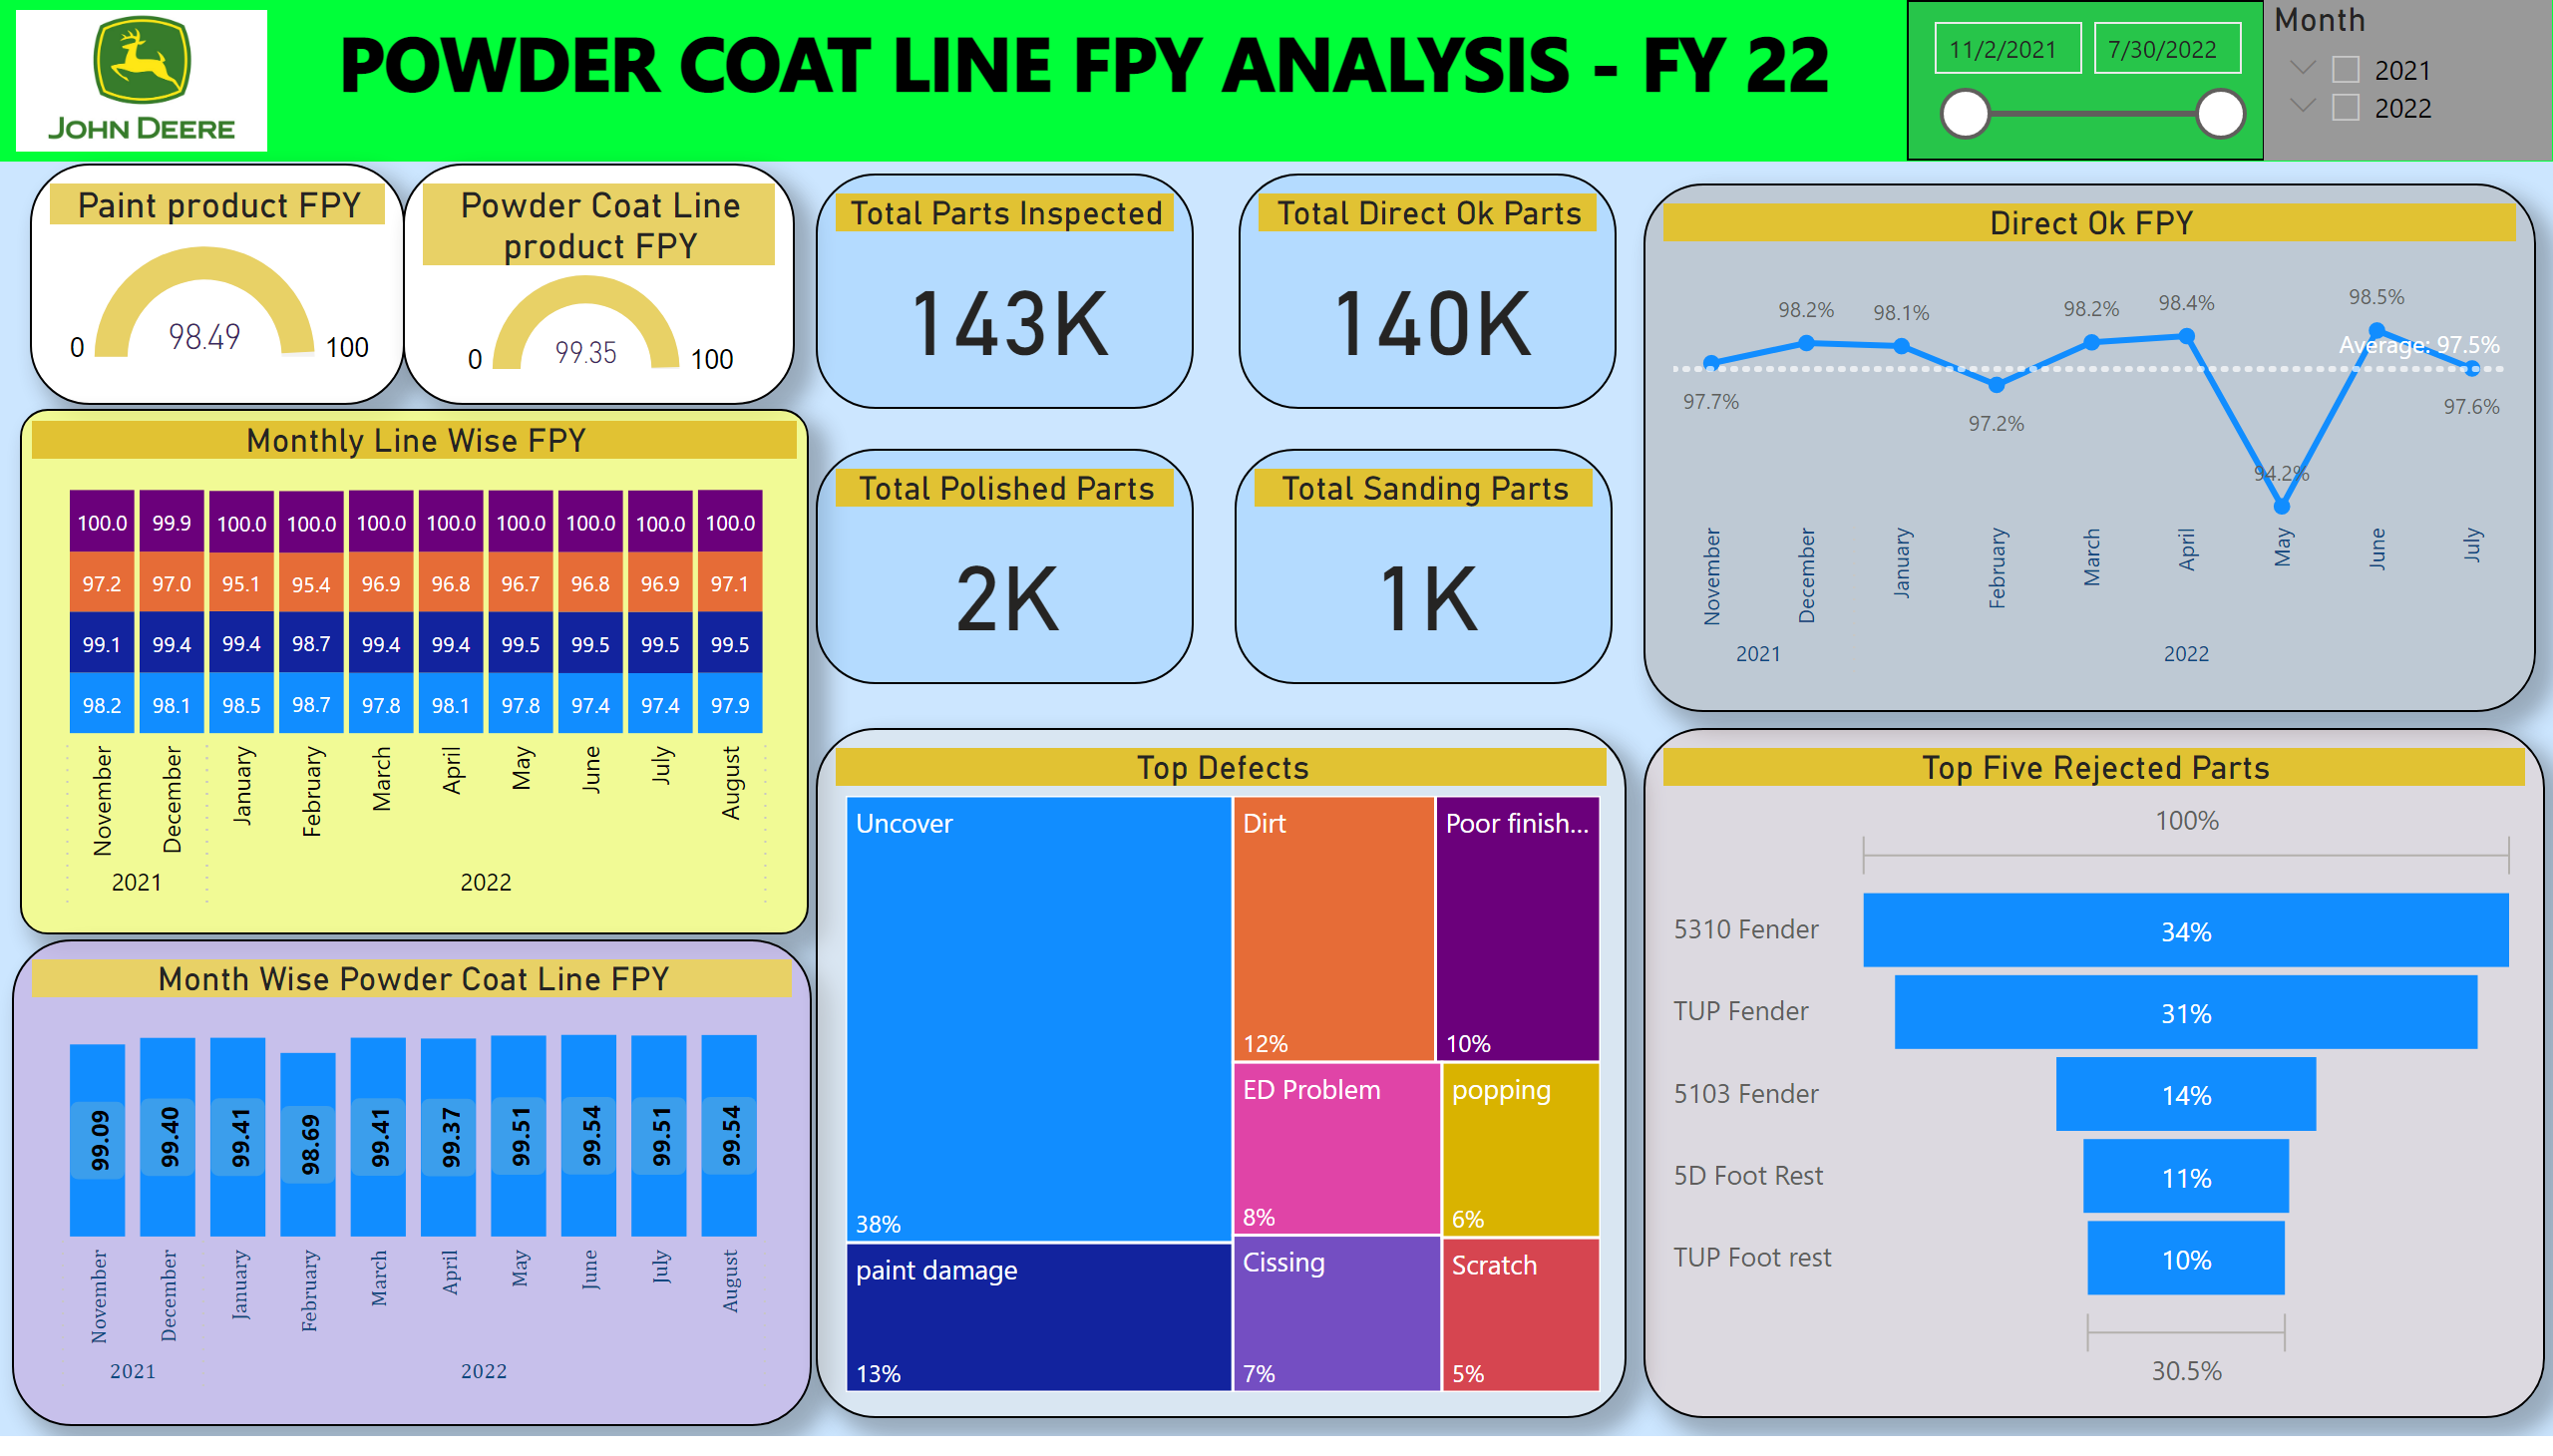 JOHN DEERE
POWDER COAT LINE FPY ANALYSIS - FY 22
11/2/2021 7/30/2022
Month
2021
2022
Paint product FPY
98.49
0 100
Powder Coat Line
product FPY
99.35
0 100
Total Parts Inspected
143K
Total Direct Ok Parts
140K
Total Polished Parts
2K
Total Sanding Parts
1K
Direct Ok FPY
97.7% 98.2% 98.1% 97.2% 98.2% 98.4% 94.2% 98.5% 97.6%
Average: 97.5%
November December January February March April May June July
2021 2022
Monthly Line Wise FPY
100.0 99.9 100.0 100.0 100.0 100.0 100.0 100.0 100.0 100.0
97.2 97.0 95.1 95.4 96.9 96.8 96.7 96.8 96.9 97.1
99.1 99.4 99.4 98.7 99.4 99.4 99.5 99.5 99.5 99.5
98.2 98.1 98.5 98.7 97.8 98.1 97.8 97.4 97.4 97.9
November December January February March April May June July August
2021 2022
Month Wise Powder Coat Line FPY
99.09 99.40 99.41 98.69 99.41 99.37 99.51 99.54 99.51 99.54
November December January February March April May June July August
2021 2022
Top Defects
Uncover
38%
paint damage
13%
Dirt
12%
Poor finish...
10%
ED Problem
8%
popping
6%
Cissing
7%
Scratch
5%
Top Five Rejected Parts
100%
5310 Fender 34%
TUP Fender 31%
5103 Fender 14%
5D Foot Rest 11%
TUP Foot rest 10%
30.5%